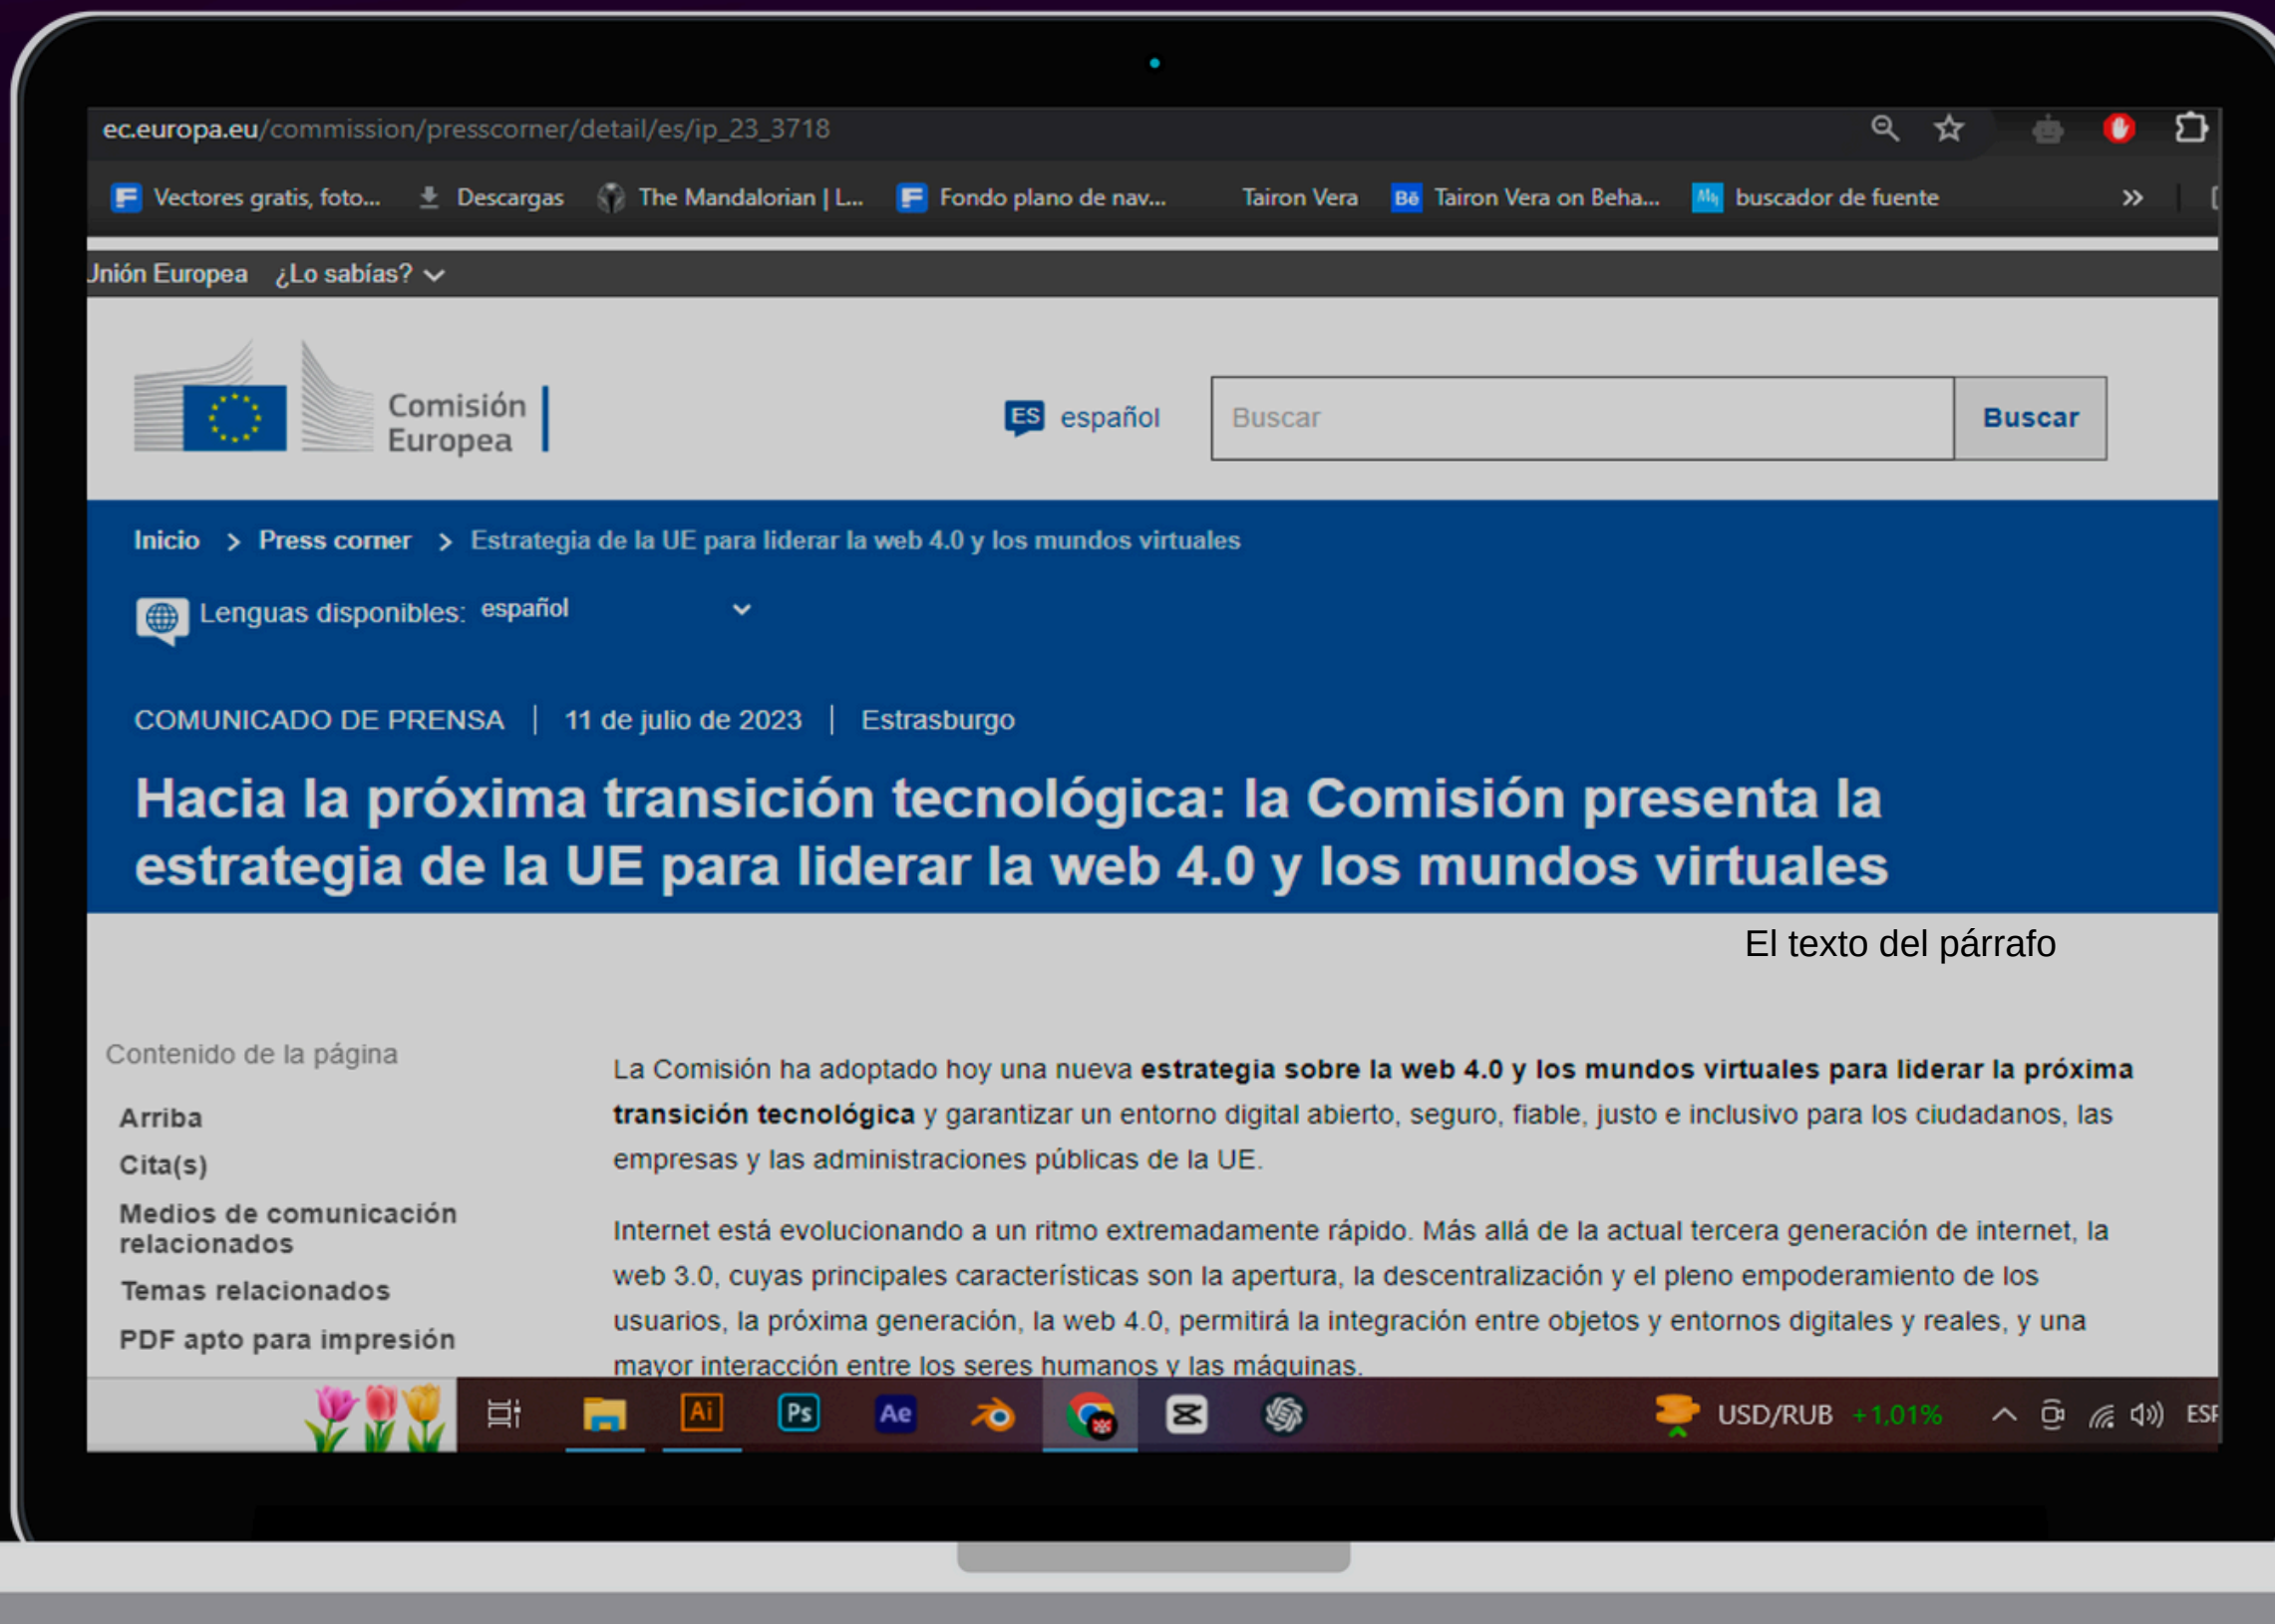 ec.europa.eu/commission/presscorner/detail/es/ip_23_3718
Vectores gratis, foto... Descargas The Mandalorian | L... Fondo plano de nav... Tairon Vera Bē Tairon Vera on Beha... My buscador de fuente »
Unión Europea ¿Lo sabías?
Comisión
Europea
ES español Buscar Buscar
Inicio > Press corner > Estrategia de la UE para liderar la web 4.0 y los mundos virtuales
Lenguas disponibles: español
COMUNICADO DE PRENSA | 11 de julio de 2023 | Estrasburgo
Hacia la próxima transición tecnológica: la Comisión presenta la
estrategia de la UE para liderar la web 4.0 y los mundos virtuales
El texto del párrafo
Contenido de la página
Arriba
Cita(s)
Medios de comunicación
relacionados
Temas relacionados
PDF apto para impresión
La Comisión ha adoptado hoy una nueva estrategia sobre la web 4.0 y los mundos virtuales para liderar la próxima
transición tecnológica y garantizar un entorno digital abierto, seguro, fiable, justo e inclusivo para los ciudadanos, las
empresas y las administraciones públicas de la UE.
Internet está evolucionando a un ritmo extremadamente rápido. Más allá de la actual tercera generación de internet, la
web 3.0, cuyas principales características son la apertura, la descentralización y el pleno empoderamiento de los
usuarios, la próxima generación, la web 4.0, permitirá la integración entre objetos y entornos digitales y reales, y una
mayor interacción entre los seres humanos y las máquinas.
Ai Ps Ae USD/RUB +1,01% ESP